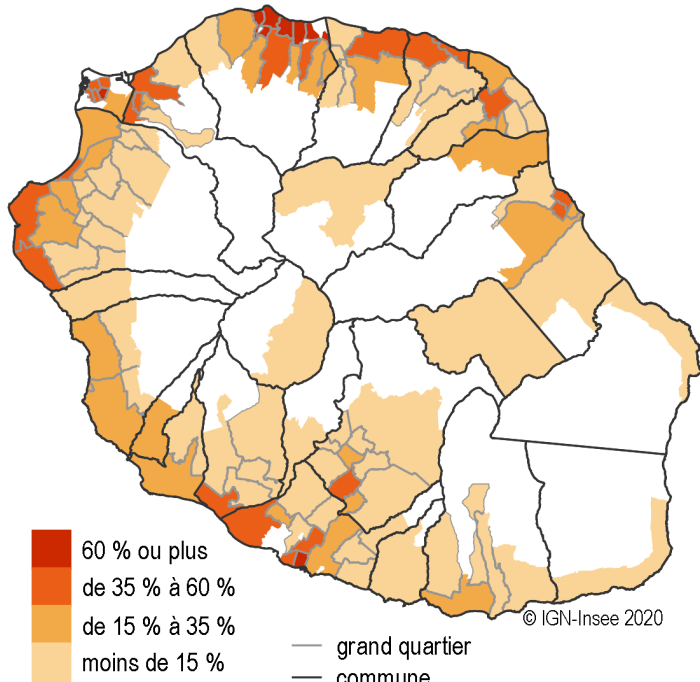 60 % ou plus
de 35 % à 60 %
de 15 % à 35 %
moins de 15 %
© IGN-Insee 2020
grand quartier
commune